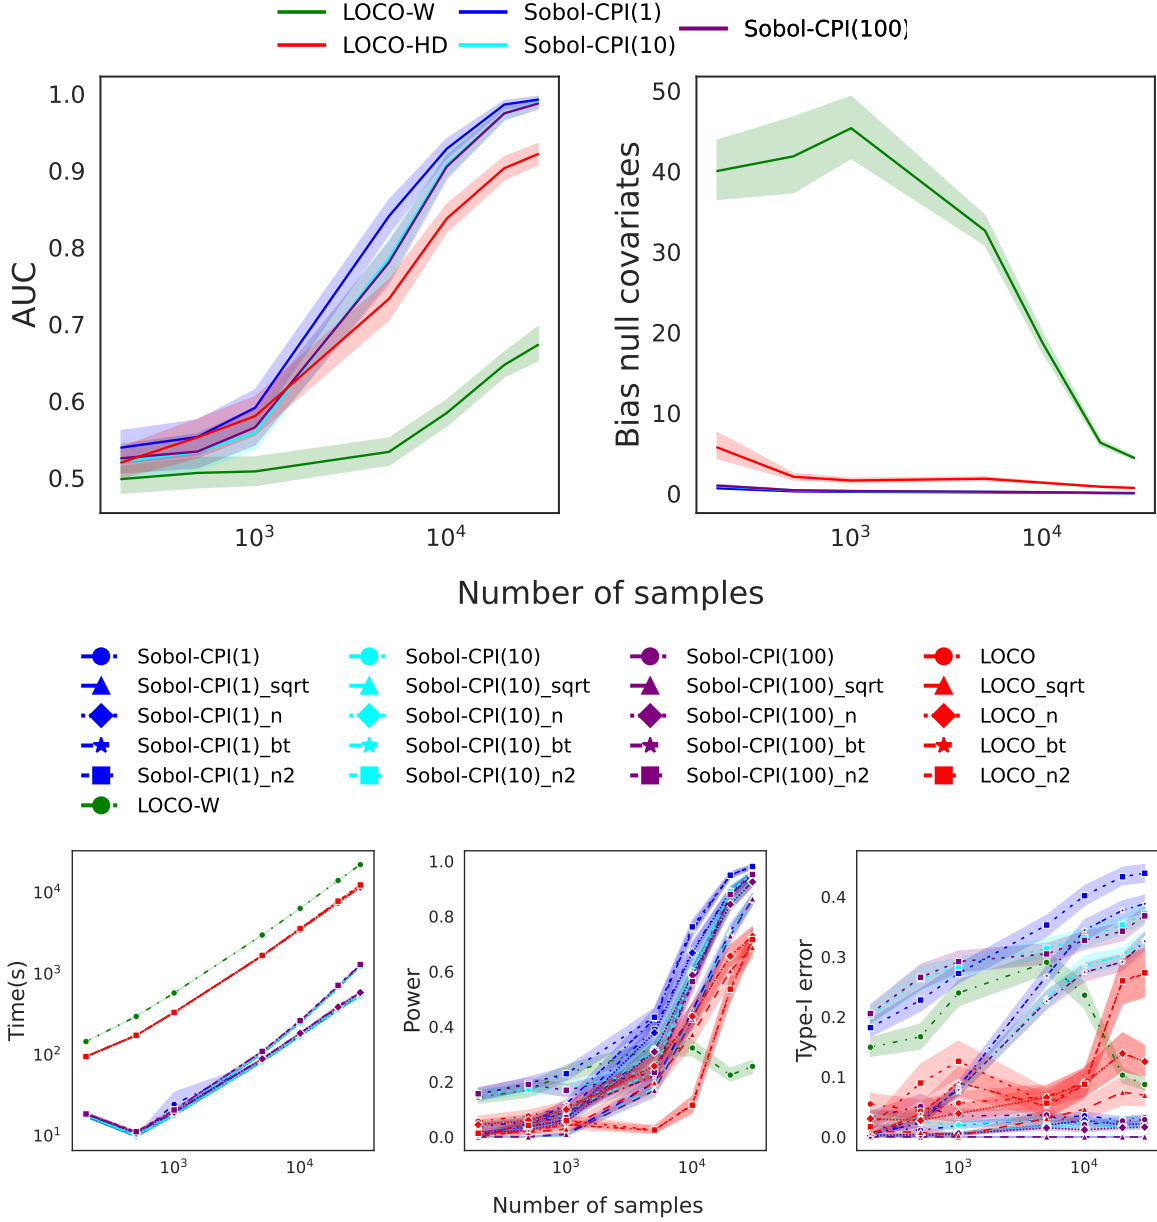 LOCO-W Sobol-CPI(1) Sobol-CPI(100)
LOCO-HD Sobol-CPI(10)
AUC
1.0
0.9
0.8
0.7
0.6
0.5
10³ 10⁴
Bias null covariates
50
40
30
20
10
0
10³ 10⁴
Number of samples
Sobol-CPI(1) Sobol-CPI(10) Sobol-CPI(100) LOCO
Sobol-CPI(1)_sqrt Sobol-CPI(10)_sqrt Sobol-CPI(100)_sqrt LOCO_sqrt
Sobol-CPI(1)_n Sobol-CPI(10)_n Sobol-CPI(100)_n LOCO_n
Sobol-CPI(1)_bt Sobol-CPI(10)_bt Sobol-CPI(100)_bt LOCO_bt
Sobol-CPI(1)_n2 Sobol-CPI(10)_n2 Sobol-CPI(100)_n2 LOCO_n2
LOCO-W
Time(s)
10⁴
10³
10²
10¹
10³ 10⁴
Power
1.0
0.8
0.6
0.4
0.2
0.0
10³ 10⁴
Type-I error
0.4
0.3
0.2
0.1
0.0
10³ 10⁴
Number of samples